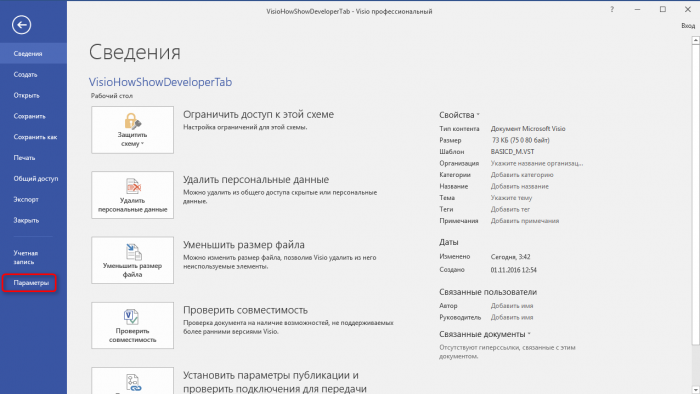 VisioHowShowDeveloperTab - Visio профессиональный
?
Вход
Сведения
Создать
Открыть
Сохранить
Сохранить как
Печать
Общий доступ
Экспорт
Закрыть
Учетная
запись
Параметры
Сведения
VisioHowShowDeveloperTab
Рабочий стол
Защитить
схему
Ограничить доступ к этой схеме
Настройка ограничений для этой схемы.
Удалить
персональные данные
Удалить персональные данные
Можно удалить из общего доступа скрытые или персональные
данные.
Уменьшить размер
файла
Уменьшить размер файла
Можно изменить размер файла, позволив Visio удалить из него
неиспользуемые элементы.
Проверить
совместимость
Проверить совместимость
Проверка документа на наличие возможностей, не поддерживаемых
более ранними версиями Visio.
Установить параметры публикации и
проверить подключения для передачи
Свойства
Тип контента Документ Microsoft Visio
Размер 73 КБ (75 0 80 байт)
Шаблон BASICD_M.VST
Организация Укажите название организац...
Категории Добавить категорию
Название Добавить название
Тема Укажите тему
Теги Добавить тег
Примечания Добавить примечания
Даты
Изменено Сегодня, 3:42
Создано 01.11.2016 12:54
Связанные пользователи
Автор Добавить имя
Руководитель Добавить имя
Связанные документы
Отсутствуют гиперссылки, связанные с этим
документом.